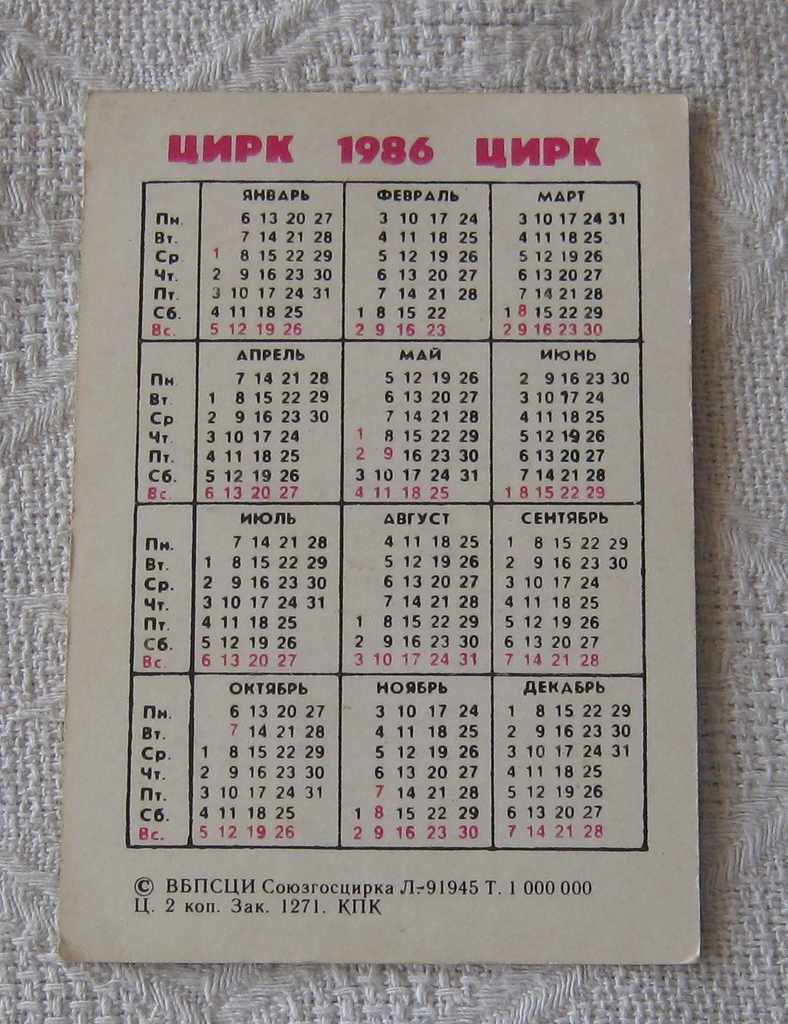 ЦИРК 1986 ЦИРК
ЯНВАРЬ ФЕВРАЛЬ МАРТ
Пн. 6 13 20 27 3 10 17 24 3 10 17 24 31
Вт. 7 14 21 28 4 11 18 25 4 11 18 25
Ср 1 8 15 22 29 5 12 19 26 5 12 19 26
Чт. 2 9 16 23 30 6 13 20 27 6 13 20 27
Пт. 3 10 17 24 31 7 14 21 28 7 14 21 28
Сб. 4 11 18 25 1 8 15 22 1 8 15 22 29
Вс. 5 12 19 26 2 9 16 23 2 9 16 23 30
АПРЕЛЬ МАЙ ИЮНЬ
Пн. 7 14 21 28 5 12 19 26 2 9 16 23 30
Вт. 1 8 15 22 29 6 13 20 27 3 10 17 24
Ср 2 9 16 23 30 7 14 21 28 4 11 18 25
Чт. 3 10 17 24 1 8 15 22 29 5 12 19 26
Пт. 4 11 18 25 2 9 16 23 30 6 13 20 27
Сб. 5 12 19 26 3 10 17 24 31 7 14 21 28
Вс. 6 13 20 27 4 11 18 25 1 8 15 22 29
ИЮЛЬ АВГУСТ СЕНТЯБРЬ
Пн. 7 14 21 28 4 11 18 25 1 8 15 22 29
Вт. 1 8 15 22 29 5 12 19 26 2 9 16 23 30
Ср. 2 9 16 23 30 6 13 20 27 3 10 17 24
Чт. 3 10 17 24 31 7 14 21 28 4 11 18 25
Пт. 4 11 18 25 1 8 15 22 29 5 12 19 26
Сб. 5 12 19 26 2 9 16 23 30 6 13 20 27
Вс. 6 13 20 27 3 10 17 24 31 7 14 21 28
ОКТЯБРЬ НОЯБРЬ ДЕКАБРЬ
Пн. 6 13 20 27 3 10 17 24 1 8 15 22 29
Вт. 7 14 21 28 4 11 18 25 2 9 16 23 30
Ср. 1 8 15 22 29 5 12 19 26 3 10 17 24 31
Чт. 2 9 16 23 30 6 13 20 27 4 11 18 25
Пт. 3 10 17 24 31 7 14 21 28 5 12 19 26
Сб. 4 11 18 25 1 8 15 22 29 6 13 20 27
Вс. 5 12 19 26 2 9 16 23 30 7 14 21 28
© ВБПСЦИ Союзгосцирка Л-91945 Т. 1 000 000
Ц. 2 коп. Зак. 1271. КПК